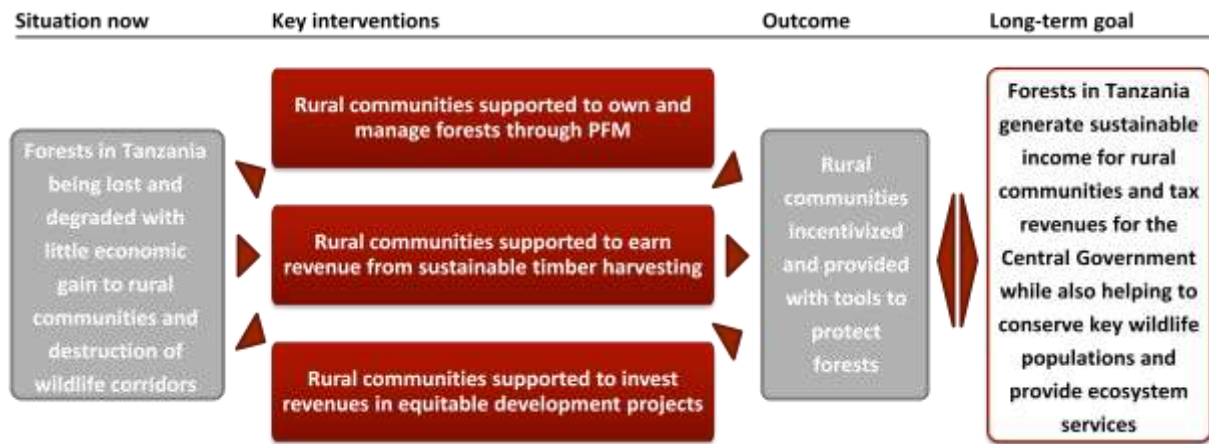 Situation now
Key interventions
Outcome
Long-term goal
Forests in Tanzania
being lost and
degraded with
little economic
gain to rural
communities and
destruction of
wildlife corridors
Rural communities supported to own and
manage forests through PFM
Rural communities supported to earn
revenue from sustainable timber harvesting
Rural communities supported to invest
revenues in equitable development projects
Rural
communities
incentivized
and provided
with tools to
protect
forests
Forests in Tanzania
generate sustainable
income for rural
communities and tax
revenues for the
Central Government
while also helping to
conserve key wildlife
populations and
provide ecosystem
services